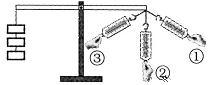 ③ ② ①